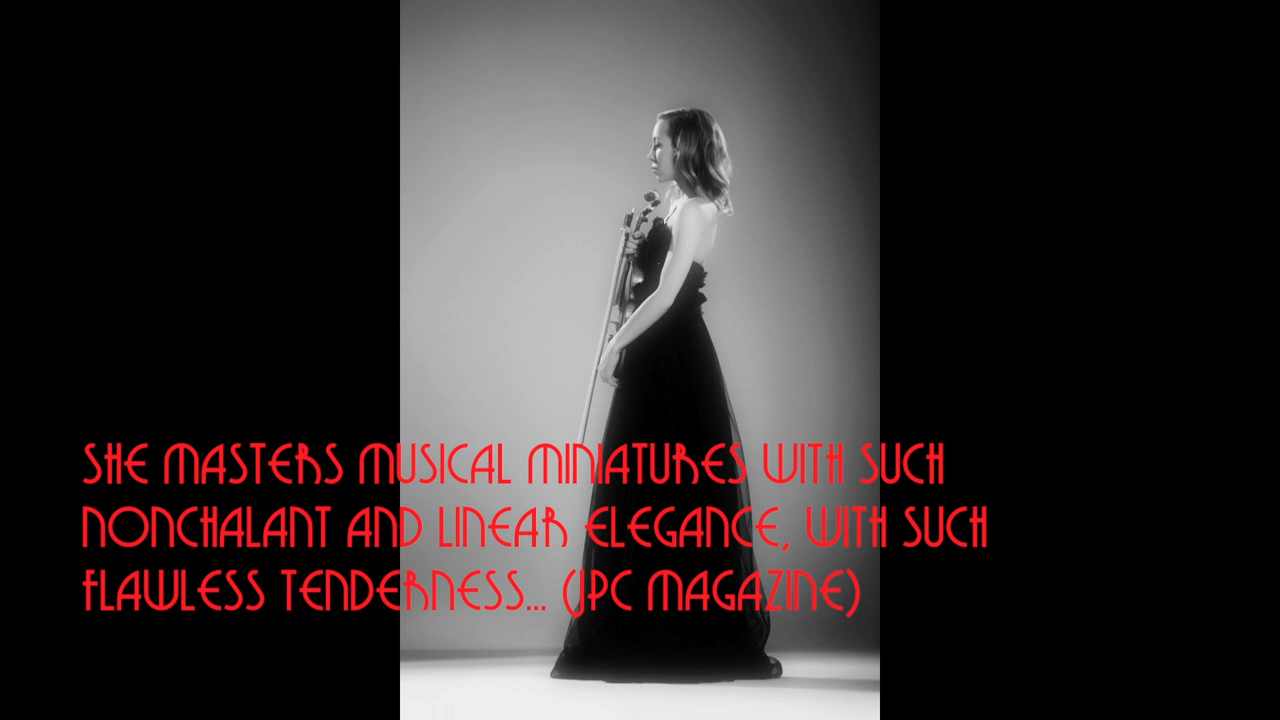 SHE MASTERS MUSICAL MINIATURES WITH SUCH
NONCHALANT AND LINEAR ELEGANCE, WITH SUCH
FLAWLESS TENDERNESS... (JPC MAGAZINE)